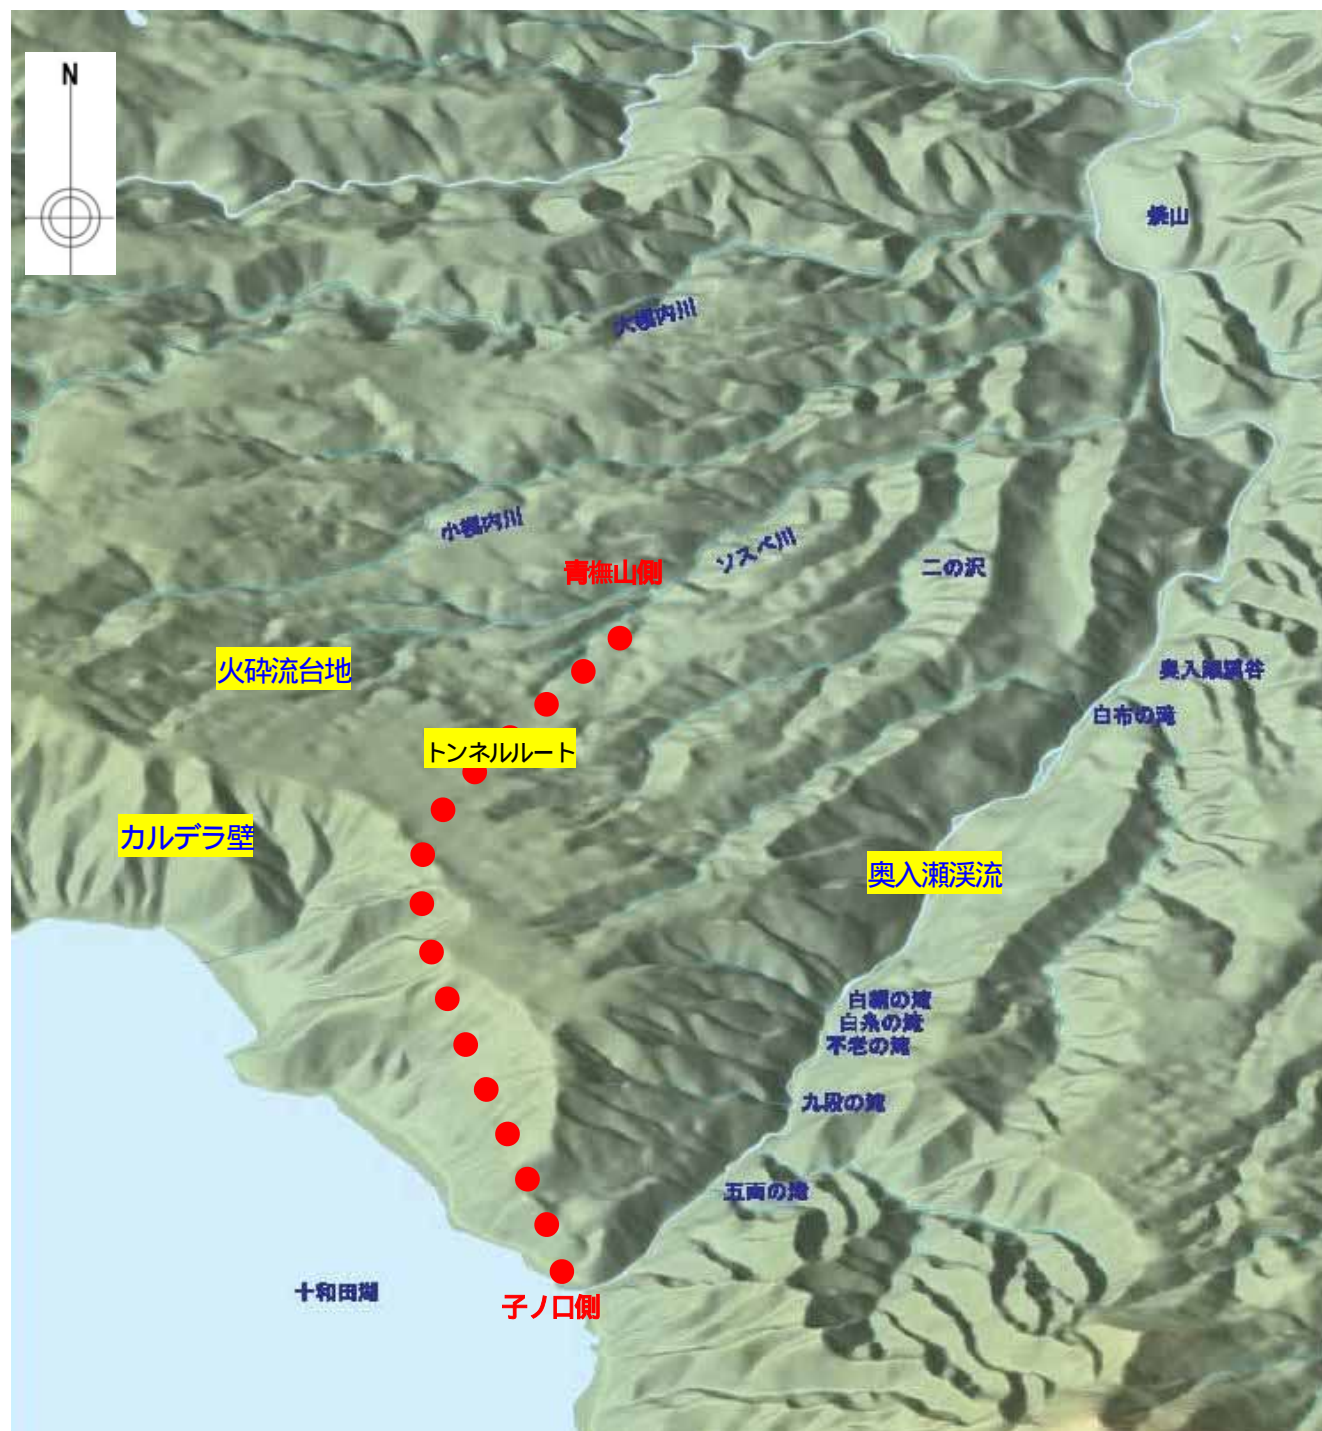 N
大幌内川
小幌内川
ソスベ川
青橅山側
二の沢
火砕流台地
奥入瀬渓谷
白布の滝
トンネルルート
カルデラ壁
奥入瀬渓流
白絹の滝
白糸の滝
不老の滝
九段の滝
五両の滝
十和田湖
子ノ口側